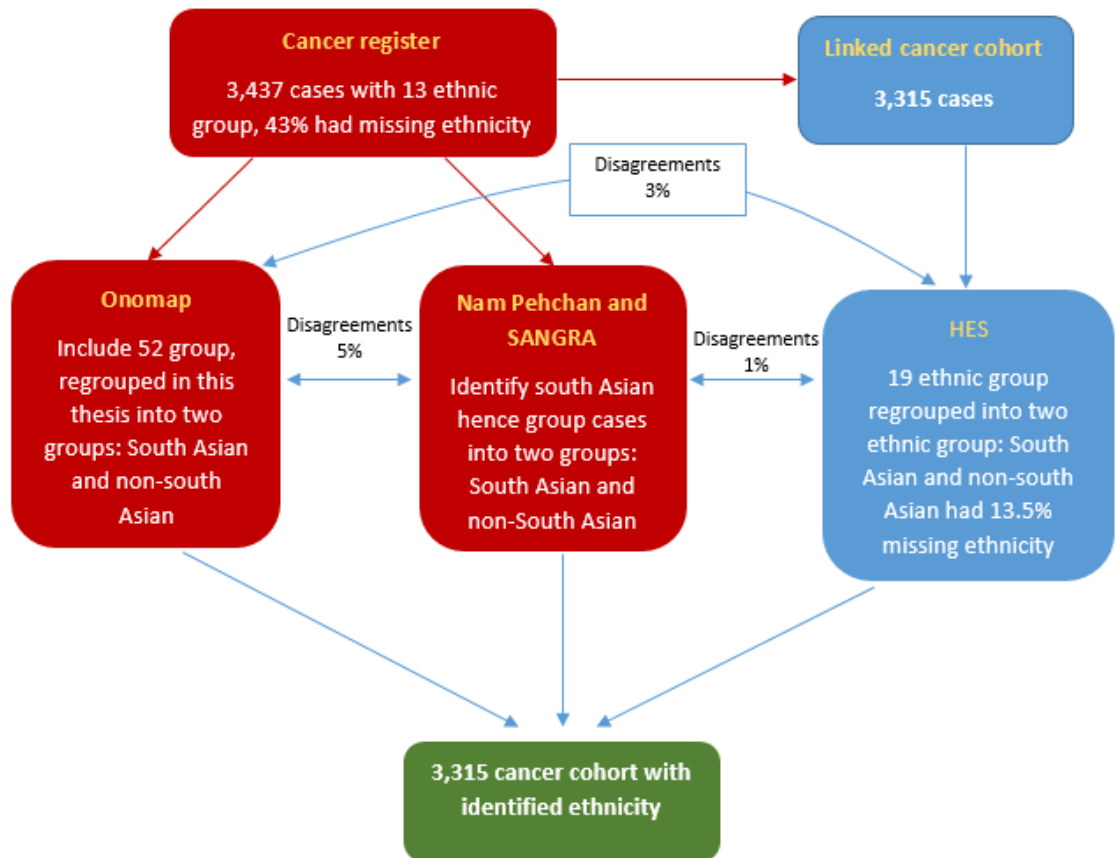 Cancer register
3,437 cases with 13 ethnic
group, 43% had missing ethnicity
Linked cancer cohort
3,315 cases
Disagreements
3%
Onomap
Include 52 group,
regrouped in this
thesis into two
groups: South Asian
and non-south
Asian
Disagreements
5%
Nam Pehchan and
SANGRA
Identify south Asian
hence group cases
into two groups:
South Asian and
non-South Asian
Disagreements
1%
HES
19 ethnic group
regrouped into two
ethnic group: South
Asian and non-south
Asian had 13.5%
missing ethnicity
3,315 cancer cohort with
identified ethnicity